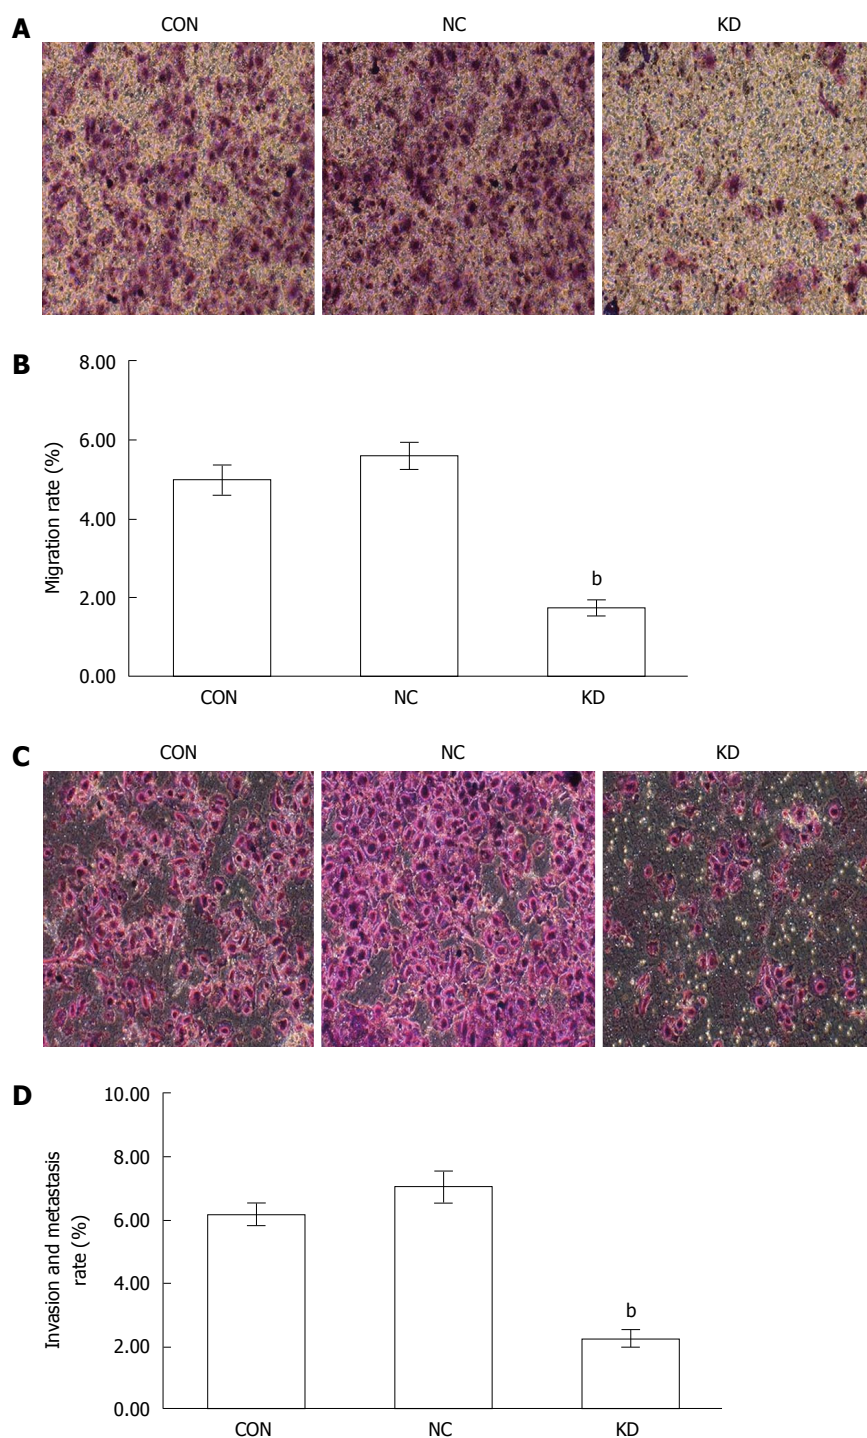 A
CON NC KD
B
8.00
6.00
4.00
2.00
0.00
Migration rate (%)
b
CON NC KD
C
CON NC KD
D
10.00
8.00
6.00
4.00
2.00
0.00
Invasion and metastasis
rate (%)
b
CON NC KD